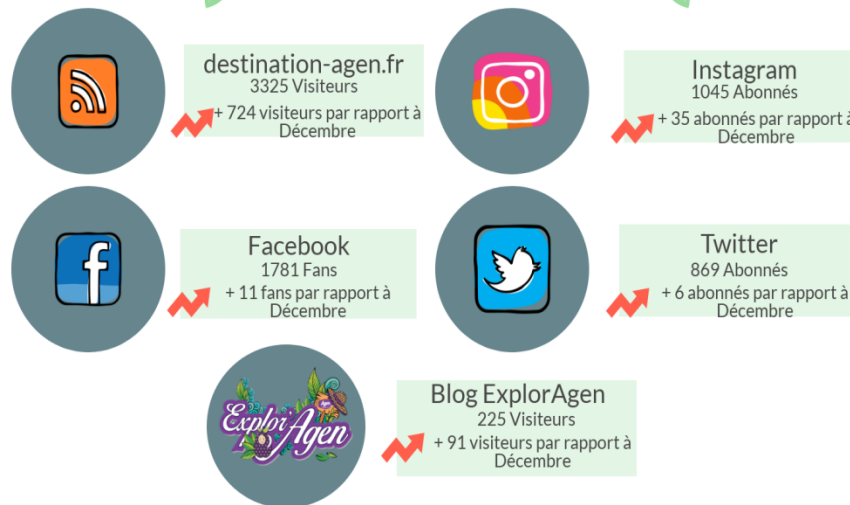 destination-agen.fr
3325 Visiteurs
+ 724 visiteurs par rapport à
Décembre
Instagram
1045 Abonnés
+ 35 abonnés par rapport à
Décembre
Facebook
1781 Fans
+ 11 fans par rapport à
Décembre
Twitter
869 Abonnés
+ 6 abonnés par rapport à
Décembre
Explor'Agen
Blog ExplorAgen
225 Visiteurs
+ 91 visiteurs par rapport à
Décembre